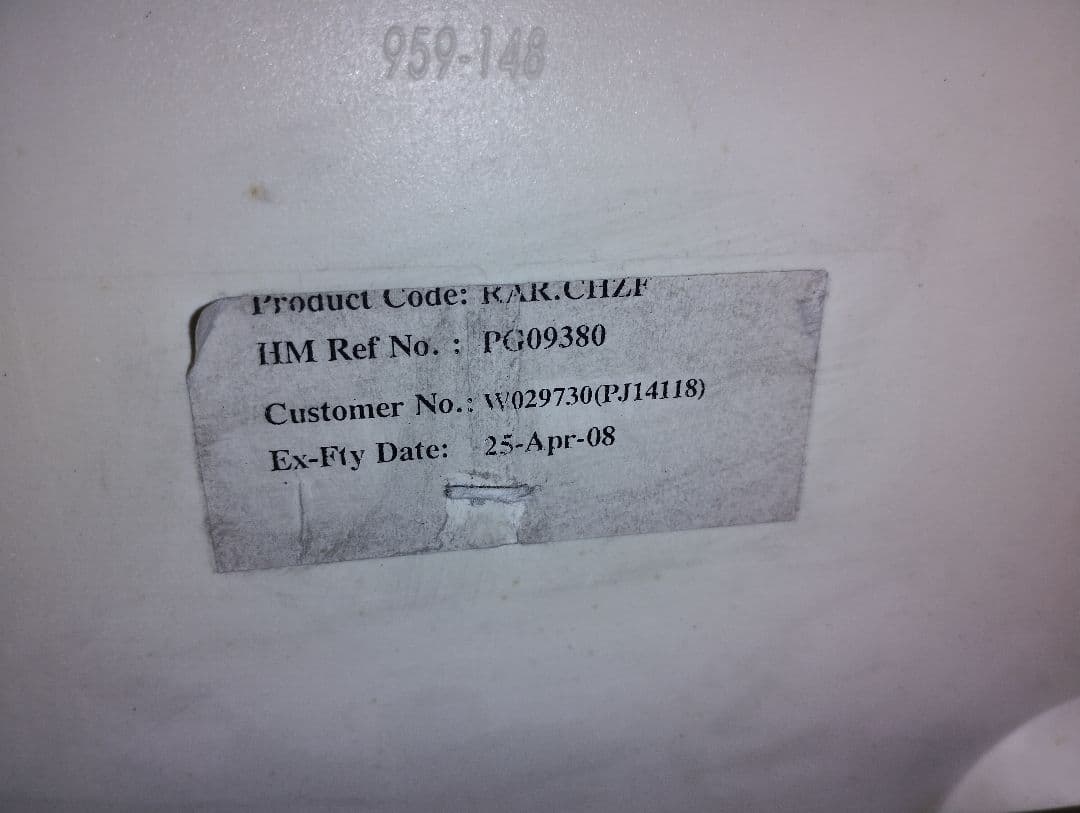 959-148
Product Code: RAR.CHZF
HM Ref No. : PG09380
Customer No.: W029730(PJ14118)
Ex-Fty Date: 25-Apr-08